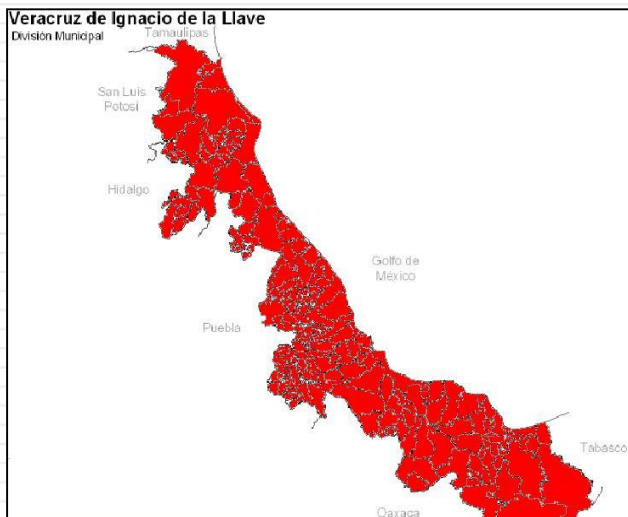 Veracruz de Ignacio de la Llave
División Municipal
Tamaulipas
San Luis
Potosí
Hidalgo
Golfo de
México
Puebla
Tabasco
Oaxaca